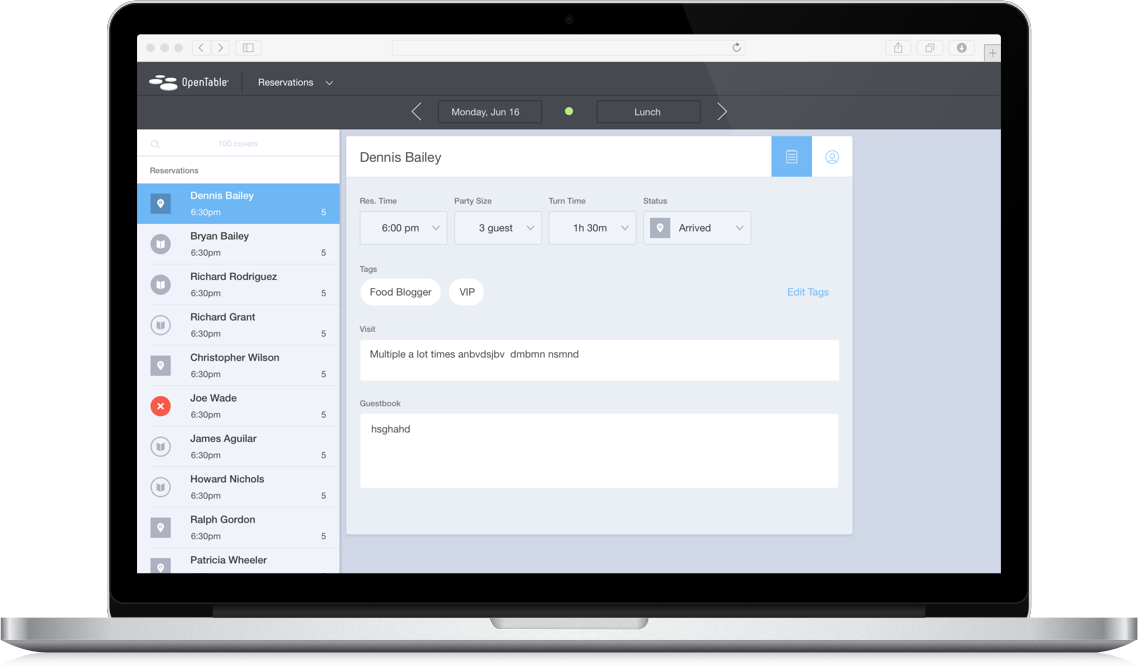 OpenTable
Reservations
Monday, Jun 16
Lunch
100 covers
Reservations
Dennis Bailey
6:30pm 5
Bryan Bailey
6:30pm 5
Richard Rodriguez
6:30pm 5
Richard Grant
6:30pm 5
Christopher Wilson
6:30pm 5
Joe Wade
6:30pm 5
James Aguilar
6:30pm 5
Howard Nichols
6:30pm 5
Ralph Gordon
6:30pm 5
Patricia Wheeler
Dennis Bailey
Res. Time Party Size Turn Time Status
6:00 pm 3 guest 1h 30m Arrived
Tags
Food Blogger VIP Edit Tags
Visit
Multiple a lot times anbvdsjbv dmbmn nsmnd
Guestbook
hsghahd